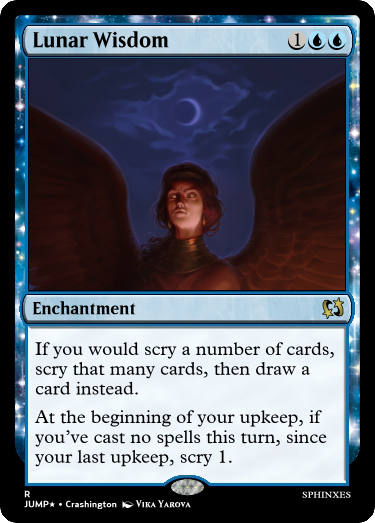 Lunar Wisdom 1
Enchantment
If you would scry a number of cards,
scry that many cards, then draw a
card instead.
At the beginning of your upkeep, if
you've cast no spells this turn, since
your last upkeep, scry 1.
R
JUMP★ • Crashington VIKA YAROVA
SPHINXES